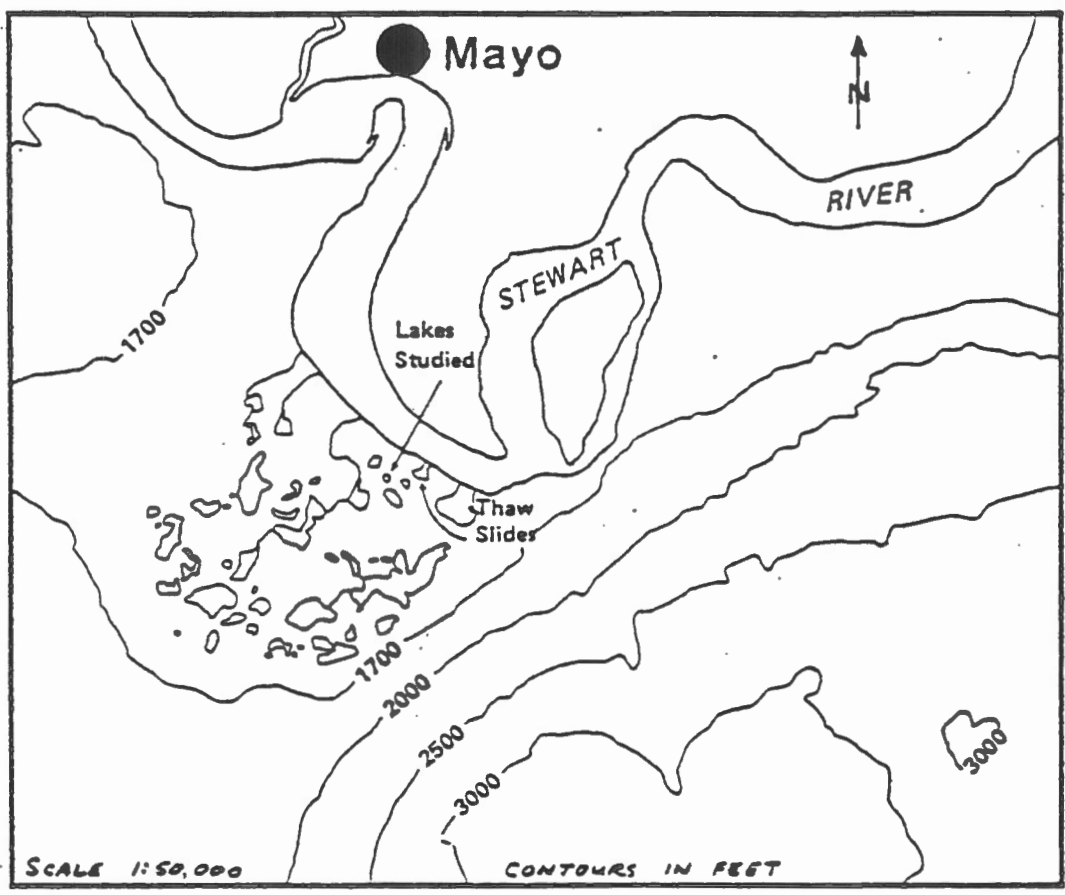 Mayo
N
RIVER
STEWART
1700
Lakes
Studied
Thaw
Slides
1700
2000
2500
3000
3000
SCALE 1:50,000
CONTOURS IN FEET